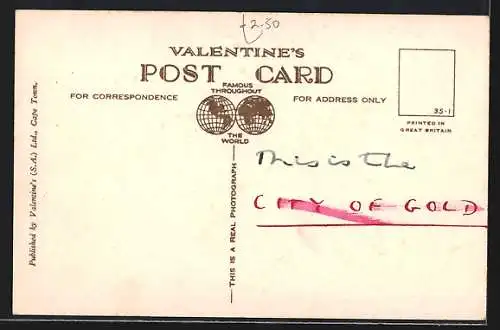 £2.50
VALENTINE'S
POST CARD
FAMOUS
THROUGHOUT
THE
WORLD
FOR CORRESPONDENCE
FOR ADDRESS ONLY
35-1
PRINTED IN
GREAT BRITAIN
Published by Valentine's (S.A.) Ltd., Cape Town.
THIS IS A REAL PHOTOGRAPH
This is the
CITY OF GOLD